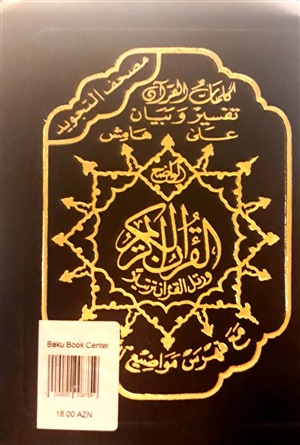 مصحف التجويد
كلمات القرآن
تفسير وبيان
على هامش
القرآن الكريم
ورتل القرآن ترتيلا
مع فهرس مواضيع
Baku Book Center
18.00 AZN